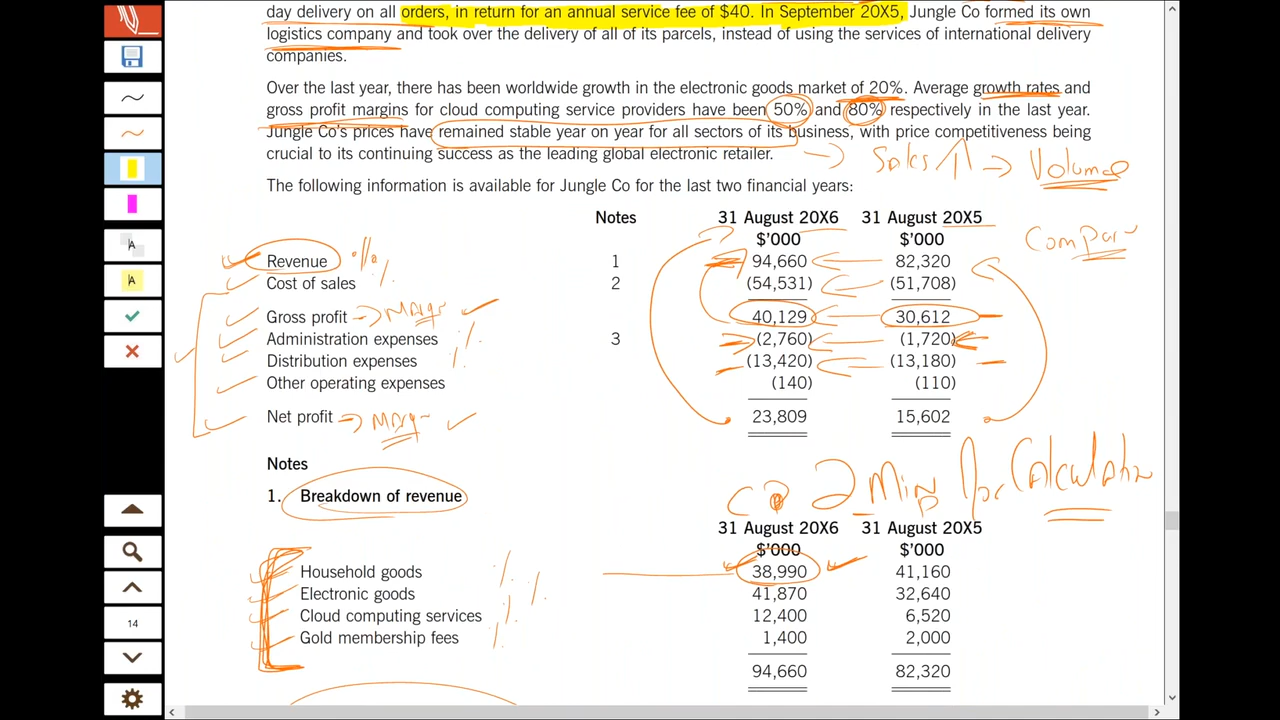 day delivery on all orders, in return for an annual service fee of $40. In September 20X5, Jungle Co formed its own
logistics company and took over the delivery of all of its parcels, instead of using the services of international delivery
companies.
Over the last year, there has been worldwide growth in the electronic goods market of 20%. Average growth rates and
gross profit margins for cloud computing service providers have been 50% and 80% respectively in the last year.
Jungle Co's prices have remained stable year on year for all sectors of its business, with price competitiveness being
crucial to its continuing success as the leading global electronic retailer.
Sales Volume
The following information is available for Jungle Co for the last two financial years:
Notes 31 August 20X6 31 August 20X5
$'000 $'000
Revenue % 1 94,660 82,320
Cost of sales % 2 (54,531) (51,708)
Gross profit 40,129 30,612
Administration expenses % 3 (2,760) (1,720)
Distribution expenses % (13,420) (13,180)
Other operating expenses (140) (110)
Net profit 23,809 15,602
Notes
1. Breakdown of revenue
2 Min for
31 August 20X6 31 August 20X5
$'000 $'000
Household goods % 38,990 41,160
Electronic goods % 41,870 32,640
Cloud computing services % 12,400 6,520
Gold membership fees % 1,400 2,000
94,660 82,320
A
A
14